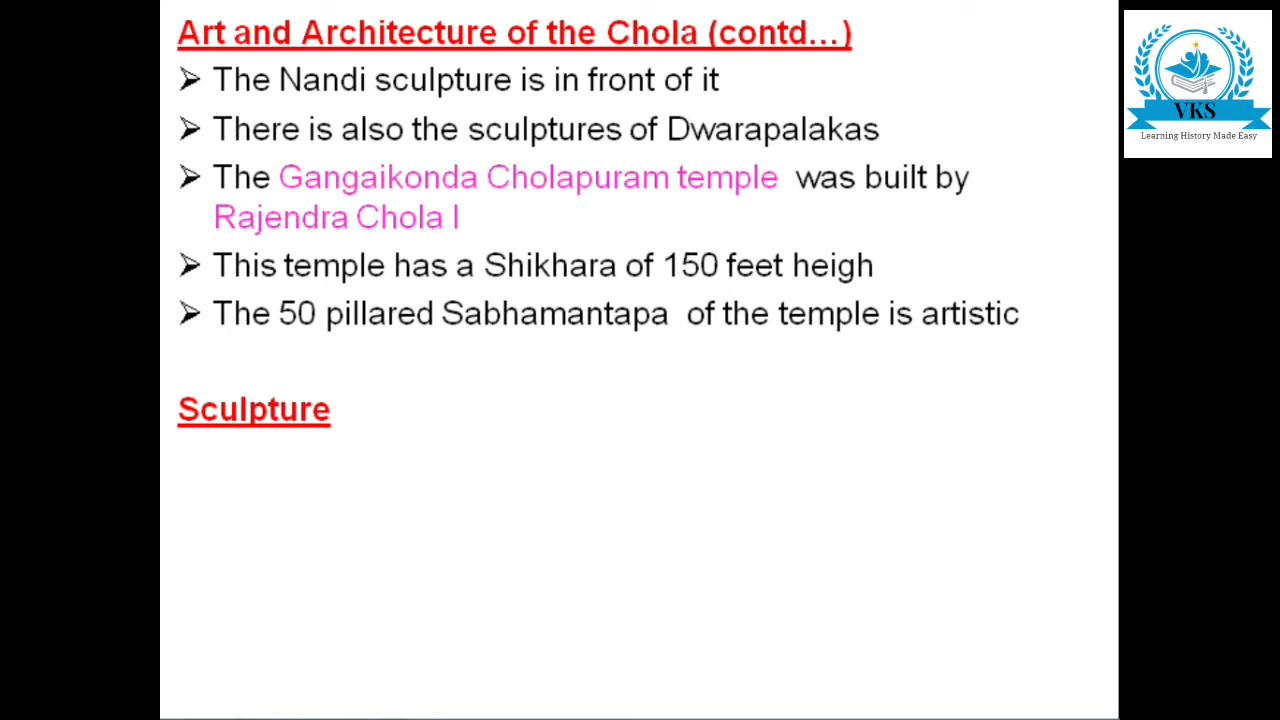 Art and Architecture of the Chola (contd...)
➢ The Nandi sculpture is in front of it
➢ There is also the sculptures of Dwarapalakas
➢ The Gangaikonda Cholapuram temple was built by
Rajendra Chola I
➢ This temple has a Shikhara of 150 feet heigh
➢ The 50 pillared Sabhamantapa of the temple is artistic
Sculpture
VKS
Learning History Made Easy